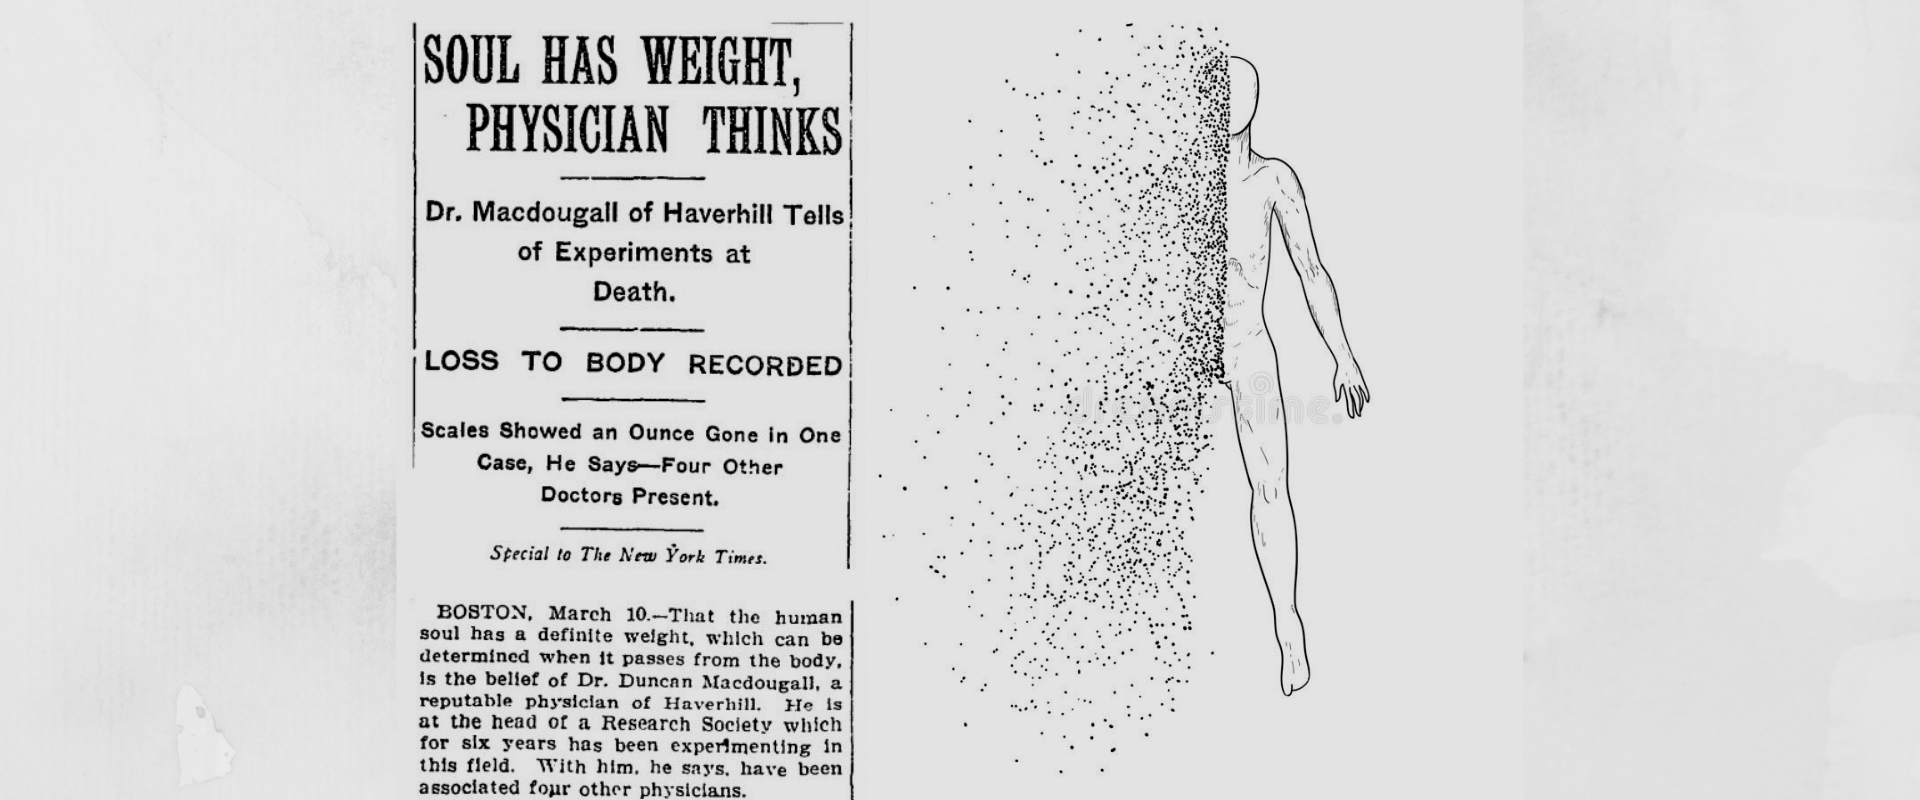 SOUL HAS WEIGHT,
PHYSICIAN THINKS
Dr. Macdougall of Haverhill Tells
of Experiments at
Death.
LOSS TO BODY RECORDED
Scales Showed an Ounce Gone in One
Case, He Says—Four Other
Doctors Present.
Special to The New York Times.
BOSTON, March 10.—That the human
soul has a definite weight, which can be
determined when it passes from the body,
is the belief of Dr. Duncan Macdougall, a
reputable physician of Haverhill. He is
at the head of a Research Society which
for six years has been experimenting in
this field. With him, he says, have been
associated four other physicians.